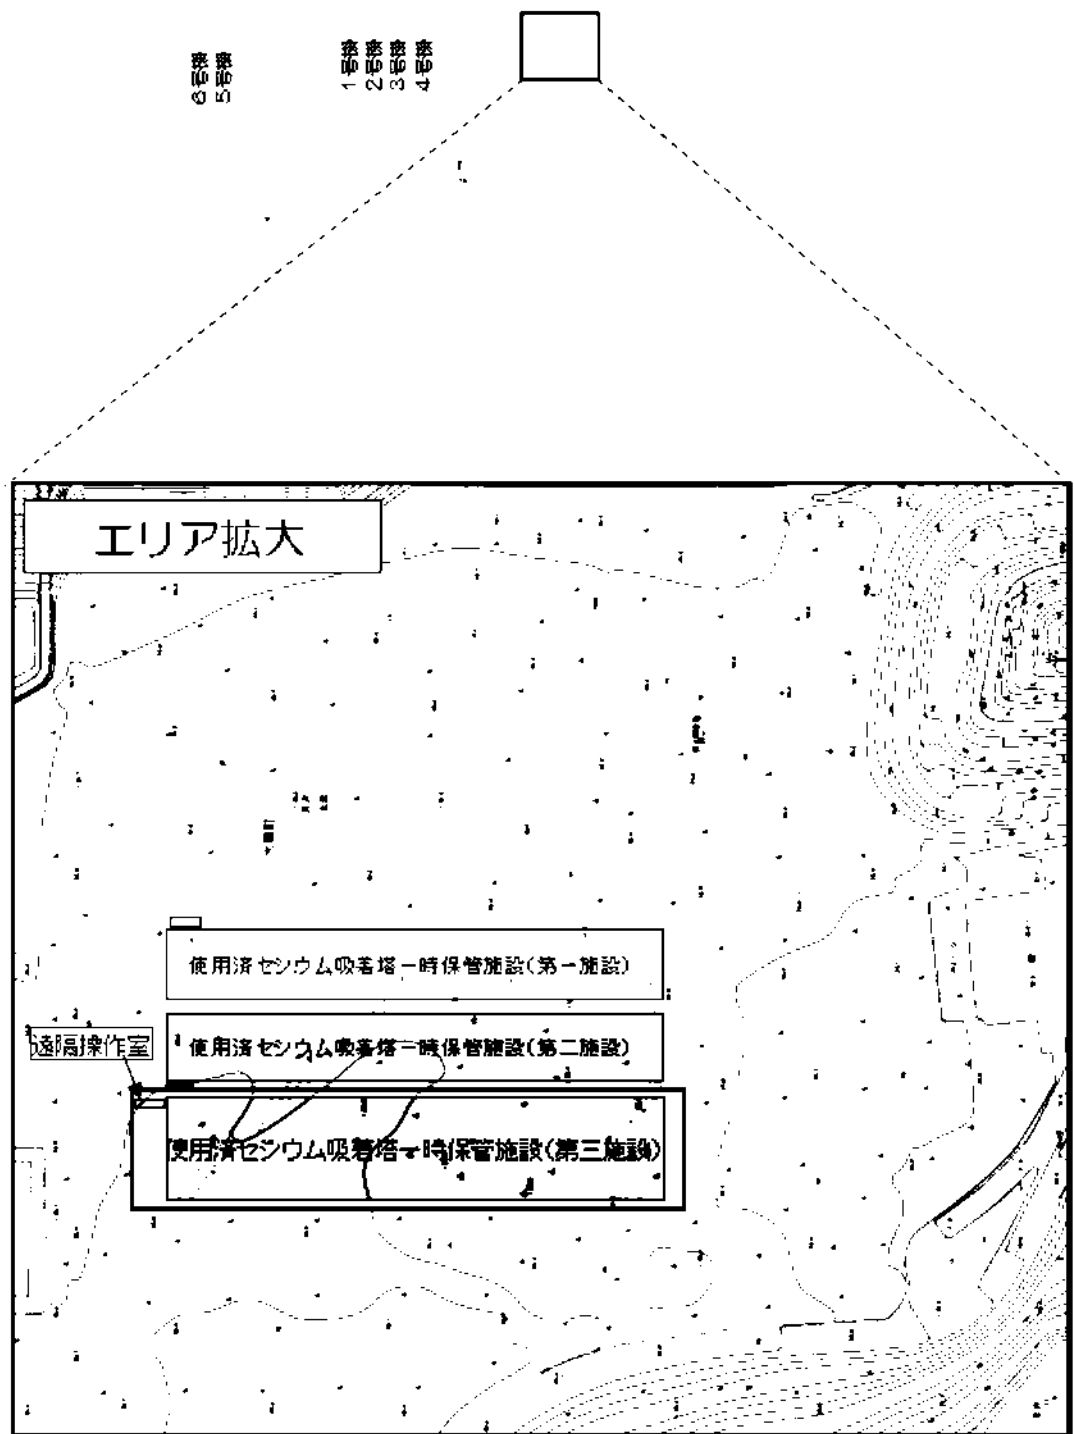 6号機
5号機
1号機
2号機
3号機
4号機
エリア拡大
使用済セシウム吸着塔一時保管施設(第一施設)
遠隔操作室
使用済セシウム吸着塔一時保管施設(第二施設)
使用済セシウム吸着塔一時保管施設(第三施設)